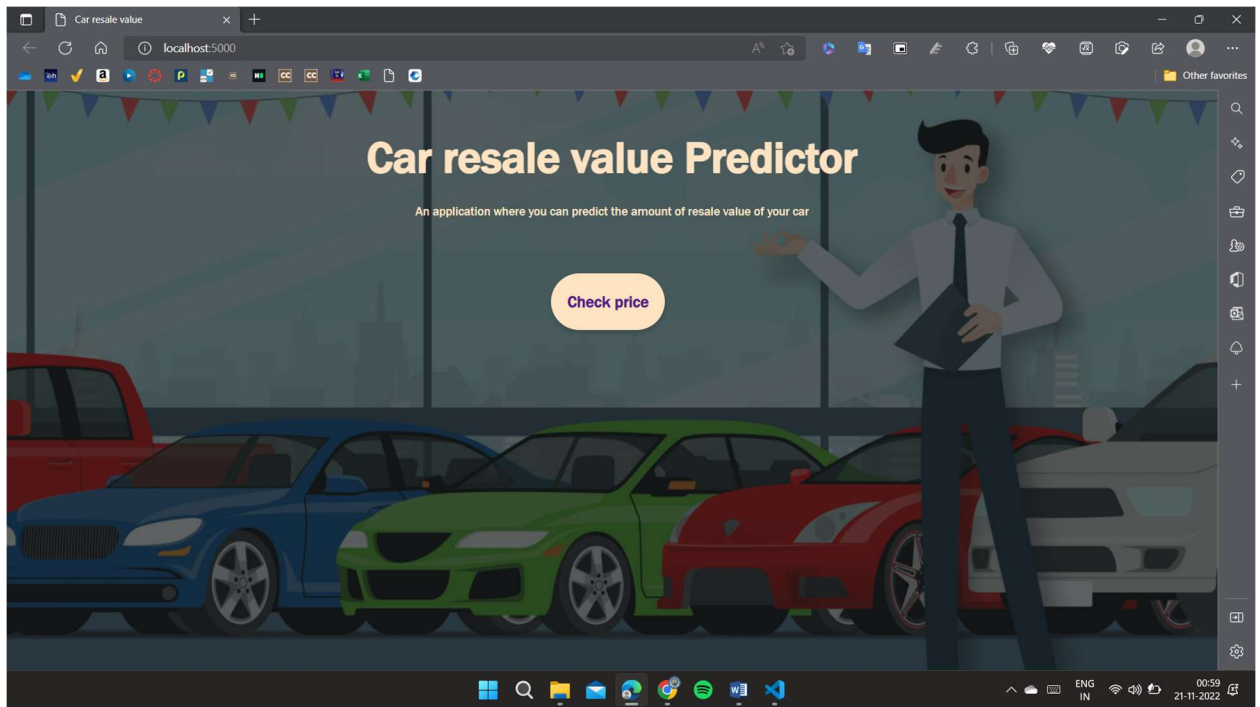 Car resale value
localhost:5000
Other favorites
Car resale value Predictor
An application where you can predict the amount of resale value of your car
Check price
ENG
IN
00:59
21-11-2022